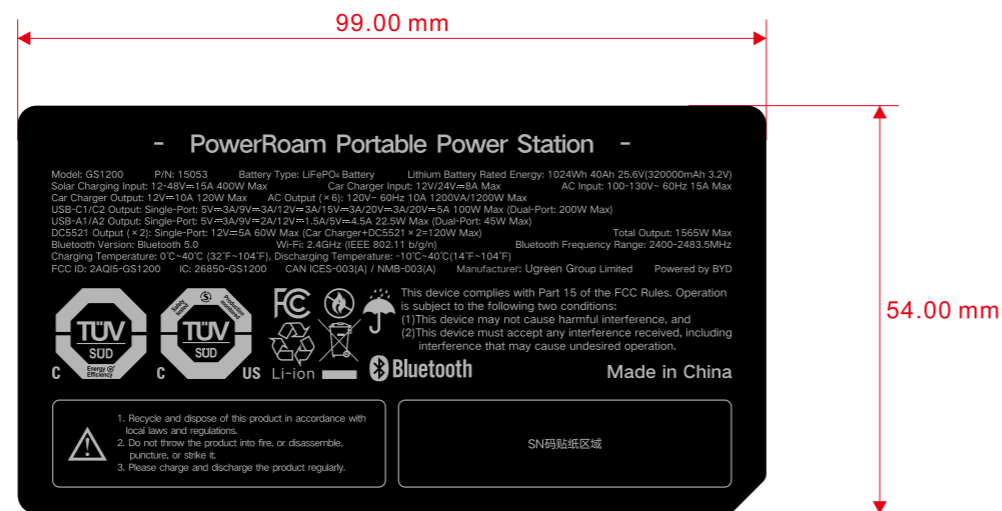 99.00 mm
- PowerRoam Portable Power Station -
Model: GS1200 P/N: 15053 Battery Type: LiFePO₄ Battery Lithium Battery Rated Energy: 1024Wh 40Ah 25.6V(320000mAh 3.2V)
Solar Charging Input: 12-48V⎓15A 400W Max Car Charger Input: 12V/24V⎓8A Max AC Input: 100-130V~ 60Hz 15A Max
Car Charger Output: 12V⎓10A 120W Max AC Output (×6): 120V~ 60Hz 10A 1200VA/1200W Max
USB-C1/C2 Output: Single-Port: 5V⎓3A/9V⎓3A/12V⎓3A/15V⎓3A/20V⎓3A/20V⎓5A 100W Max (Dual-Port: 200W Max)
USB-A1/A2 Output: Single-Port: 5V⎓3A/9V⎓2A/12V⎓1.5A/5V⎓4.5A 22.5W Max (Dual-Port: 45W Max)
DC5521 Output (×2): Single-Port: 12V⎓5A 60W Max (Car Charger+DC5521 ×2=120W Max) Total Output: 1565W Max
Bluetooth Version: Bluetooth 5.0 Wi-Fi: 2.4GHz (IEEE 802.11 b/g/n) Bluetooth Frequency Range: 2400-2483.5MHz
Charging Temperature: 0℃~40℃ (32℉~104℉), Discharging Temperature: -10℃~40℃(14℉~104℉)
FCC ID: 2AQI5-GS1200 IC: 26850-GS1200 CAN ICES-003(A) / NMB-003(A) Manufacturer: Ugreen Group Limited Powered by BYD
TÜV
SÜD
Energy Efficiency
C
Safety tested S Production monitored
TÜV
SÜD
C US
FC
Li-ion
This device complies with Part 15 of the FCC Rules. Operation
is subject to the following two conditions:
(1)This device may not cause harmful interference, and
(2)This device must accept any interference received, including
interference that may cause undesired operation.
Bluetooth
Made in China
54.00 mm
1. Recycle and dispose of this product in accordance with
local laws and regulations.
2. Do not throw the product into fire, or disassemble,
puncture, or strike it.
3. Please charge and discharge the product regularly.
SN码贴纸区域